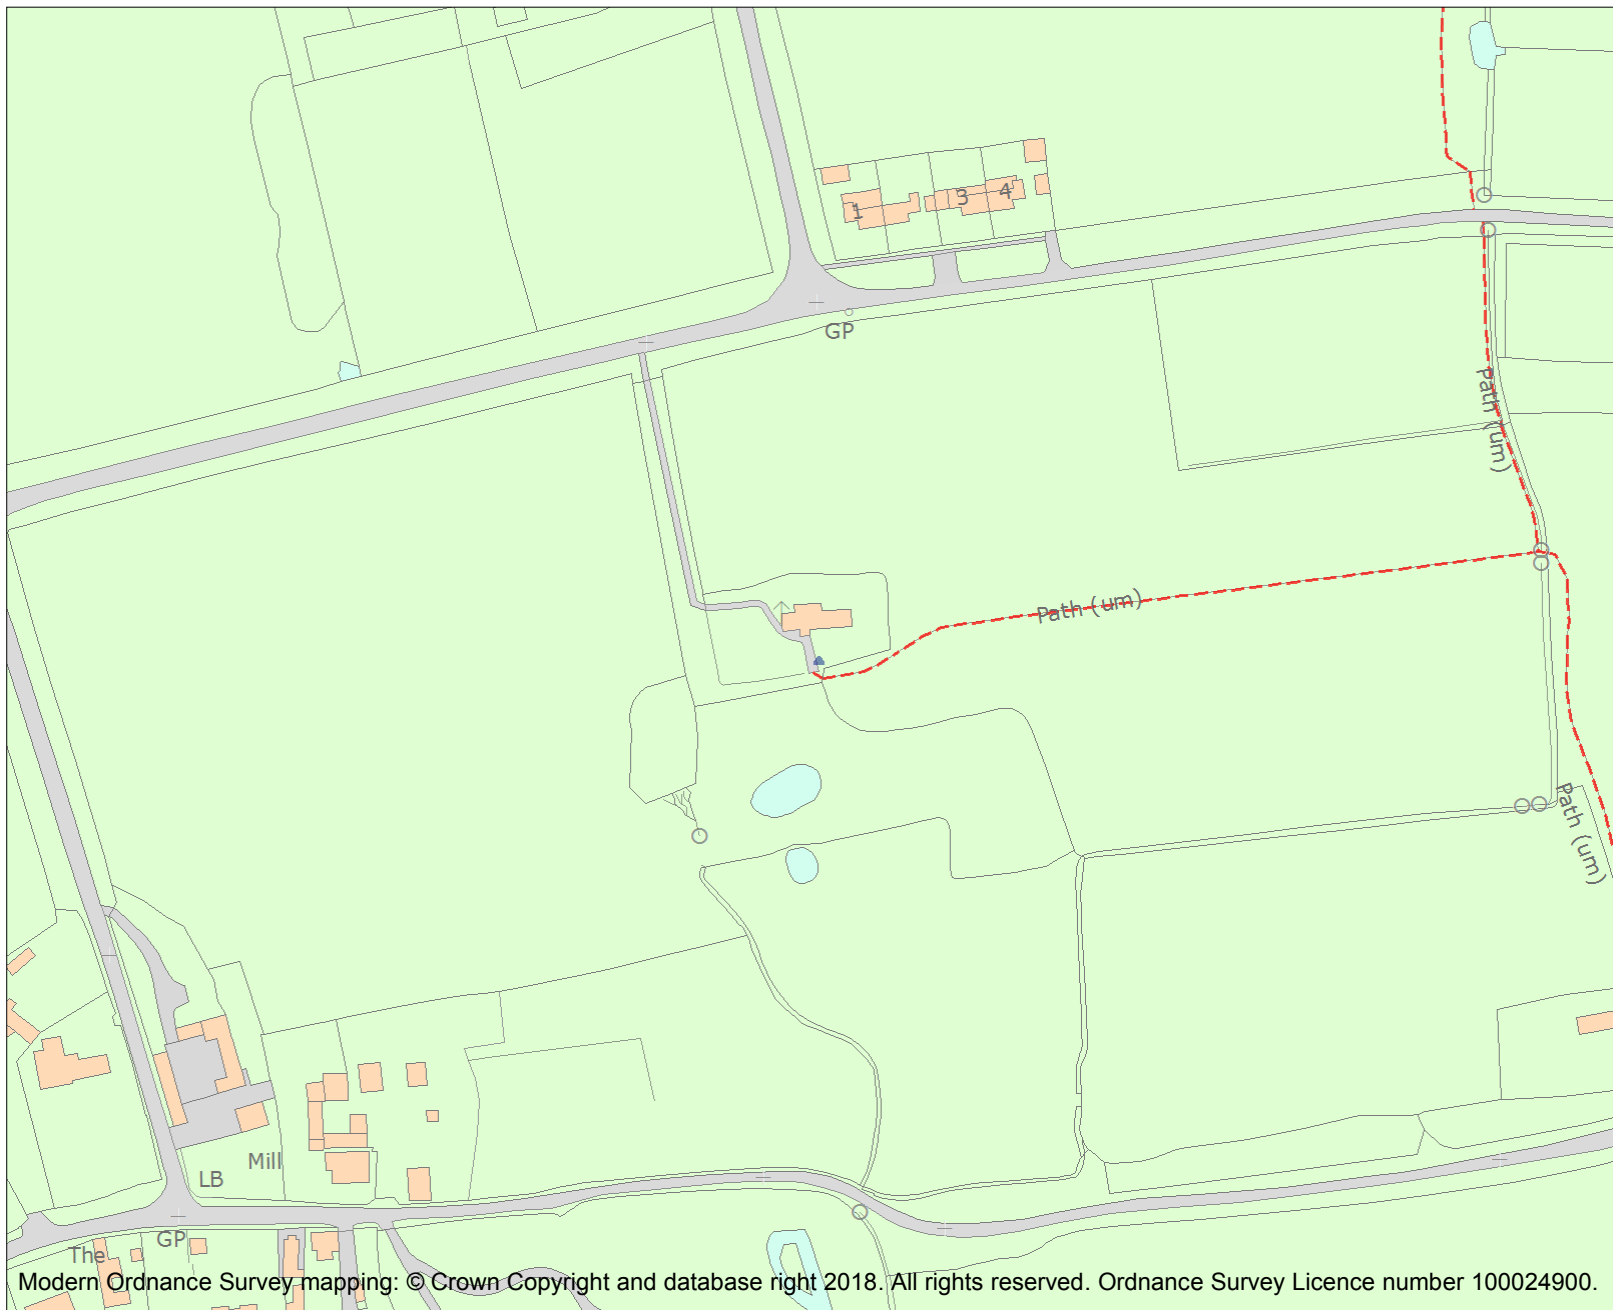 1
3
4
GP
Path (um)
Path (um)
Path (um)
Mill
LB
GP
The
Modern Ordnance Survey mapping: © Crown Copyright and database right 2018. All rights reserved. Ordnance Survey Licence number 100024900.